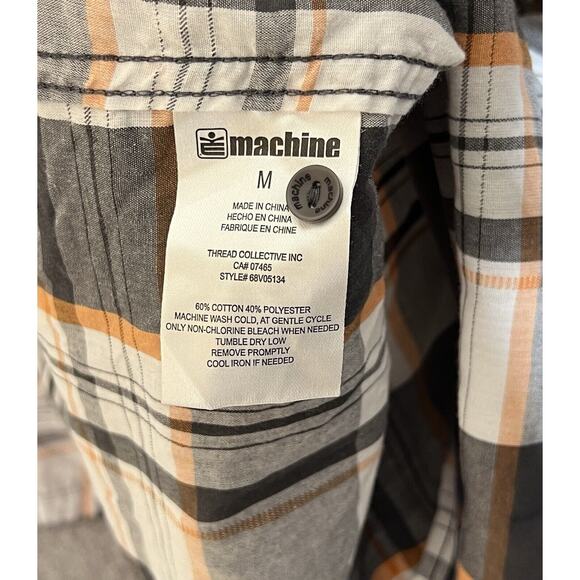 machine
M
MADE IN CHINA
HECHO EN CHINA
FABRIQUE EN CHINE
machine machine
THREAD COLLECTIVE INC
CA# 07465
STYLE# 68V05134
60% COTTON 40% POLYESTER
MACHINE WASH COLD, AT GENTLE CYCLE
ONLY NON-CHLORINE BLEACH WHEN NEEDED
TUMBLE DRY LOW
REMOVE PROMPTLY
COOL IRON IF NEEDED